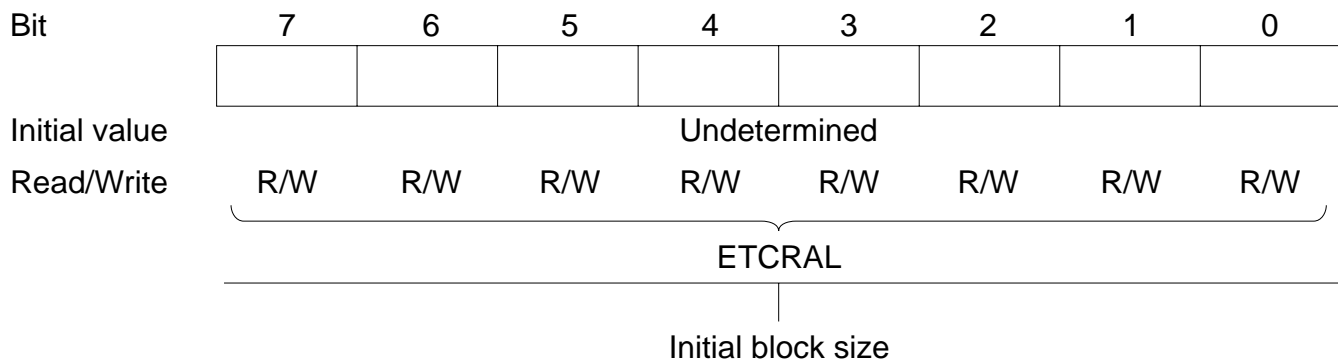 Bit 7 6 5 4 3 2 1 0
Initial value Undetermined
Read/Write R/W R/W R/W R/W R/W R/W R/W R/W
ETCRAL
Initial block size